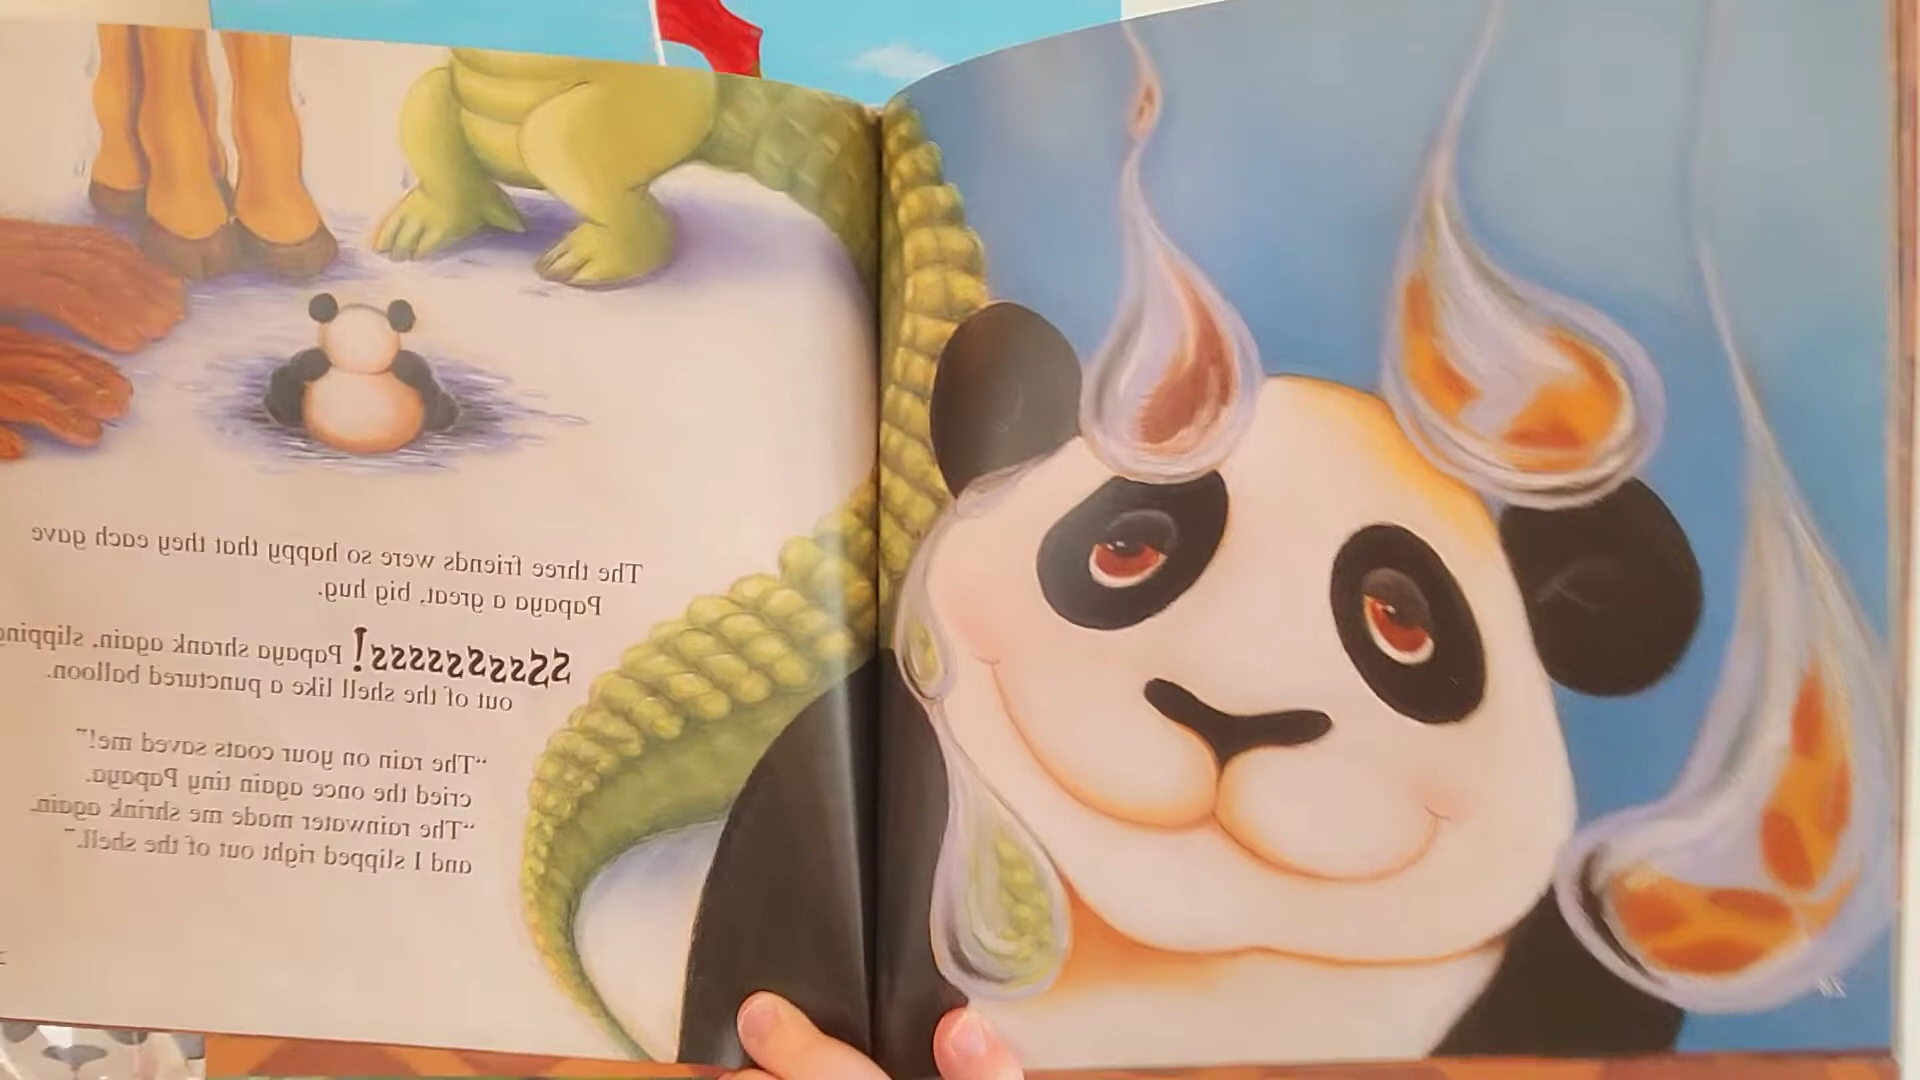 The three friends were so happy that they each gave
Papaya a great, big hug.
SSssssssss! Papaya shrank again, slipping
out of the shell like a punctured balloon.
"The rain on your coats saved me!"
cried the once again tiny Papaya.
"The rainwater made me shrink again
and I slipped right out of the shell."